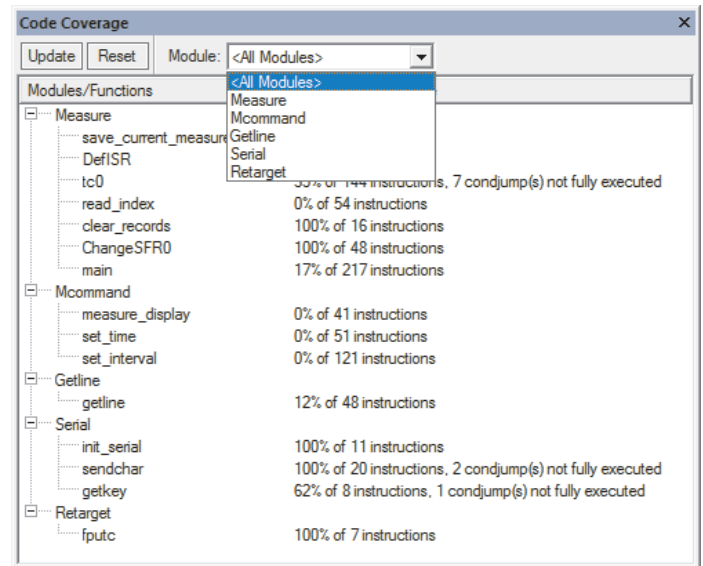 Code Coverage
Update Reset Module: <All Modules>
<All Modules>
Measure
Mcommand
Getline
Serial
Retarget
Modules/Functions
Measure
save_current_measure
DefISR
tc0 of 144 instructions, 7 condjump(s) not fully executed
read_index 0% of 54 instructions
clear_records 100% of 16 instructions
ChangeSFR0 100% of 48 instructions
main 17% of 217 instructions
Mcommand
measure_display 0% of 41 instructions
set_time 0% of 51 instructions
set_interval 0% of 121 instructions
Getline
getline 12% of 48 instructions
Serial
init_serial 100% of 11 instructions
sendchar 100% of 20 instructions, 2 condjump(s) not fully executed
getkey 62% of 8 instructions, 1 condjump(s) not fully executed
Retarget
fputc 100% of 7 instructions